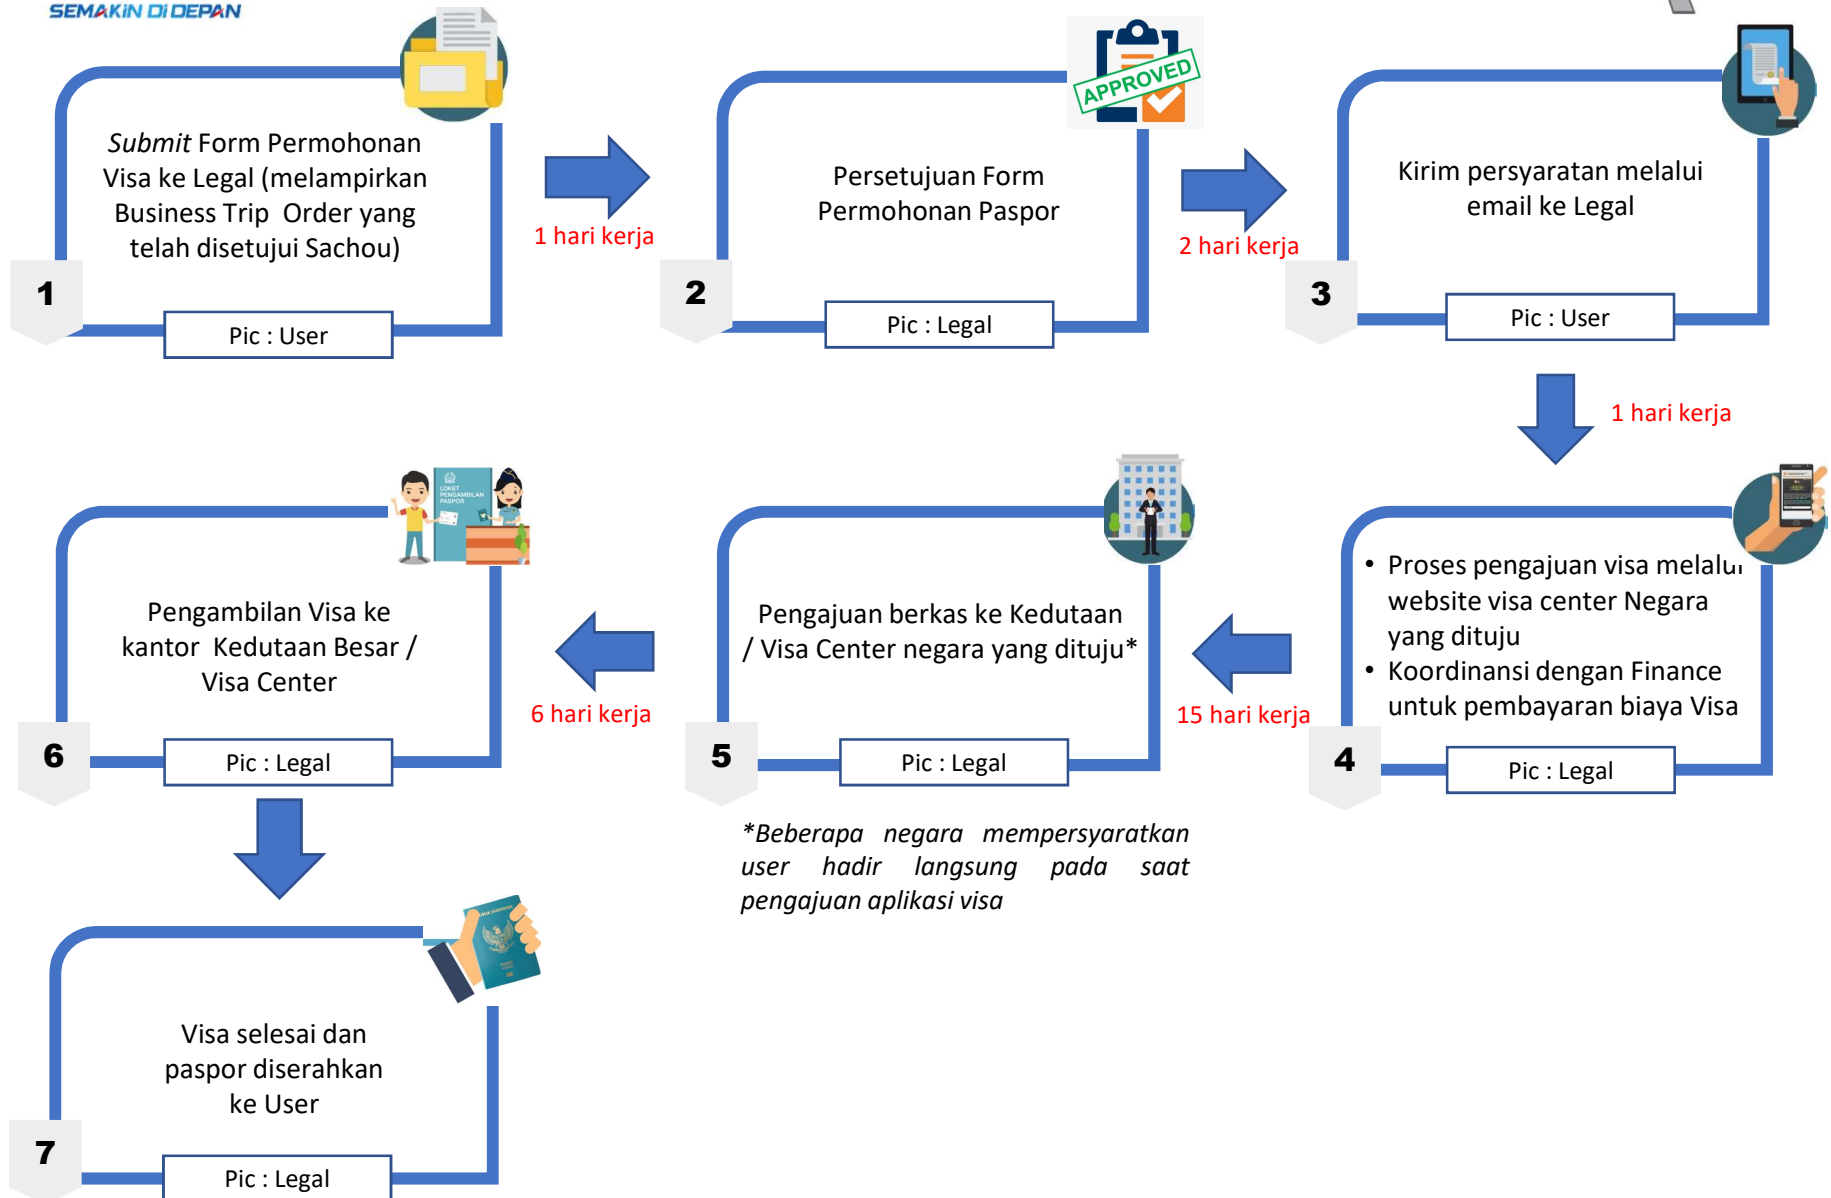 SEMAKIN DI DEPAN
Submit Form Permohonan
Visa ke Legal (melampirkan
Business Trip Order yang
telah disetujui Sachou)
1
Pic : User
1 hari kerja
APPROVED
Persetujuan Form
Permohonan Paspor
2
Pic : Legal
2 hari kerja
Kirim persyaratan melalui
email ke Legal
3
Pic : User
1 hari kerja
• Proses pengajuan visa melalui
website visa center Negara
yang dituju
• Koordinansi dengan Finance
untuk pembayaran biaya Visa
4
Pic : Legal
15 hari kerja
Pengajuan berkas ke Kedutaan
/ Visa Center negara yang dituju*
5
Pic : Legal
*Beberapa negara mempersyaratkan
user hadir langsung pada saat
pengajuan aplikasi visa
6 hari kerja
LOKET
PENGAMBILAN
PASPOR
Pengambilan Visa ke
kantor Kedutaan Besar /
Visa Center
6
Pic : Legal
Visa selesai dan
paspor diserahkan
ke User
7
Pic : Legal